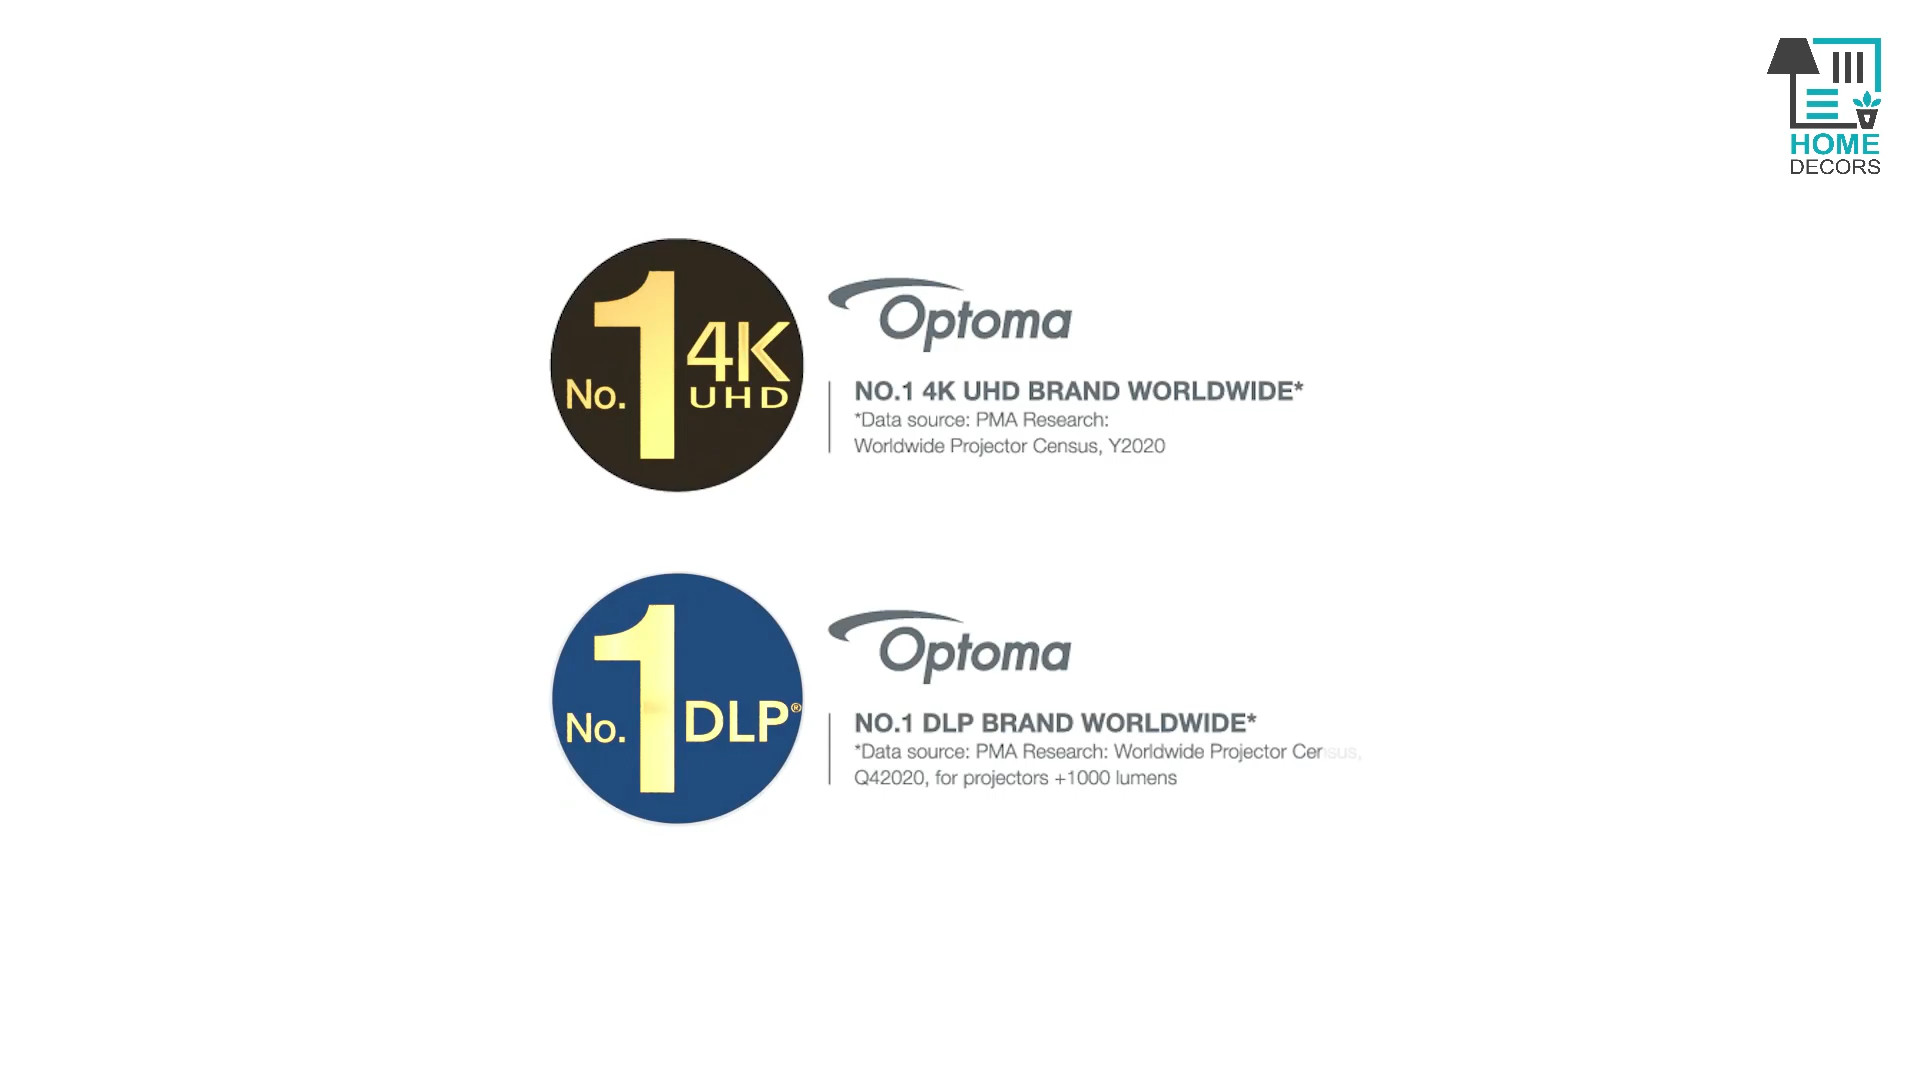 HOME
DECORS
No. 1 4K
UHD
Optoma
NO.1 4K UHD BRAND WORLDWIDE*
*Data source: PMA Research:
Worldwide Projector Census, Y2020
No. 1 DLP®
Optoma
NO.1 DLP BRAND WORLDWIDE*
*Data source: PMA Research: Worldwide Projector Census,
Q42020, for projectors +1000 lumens